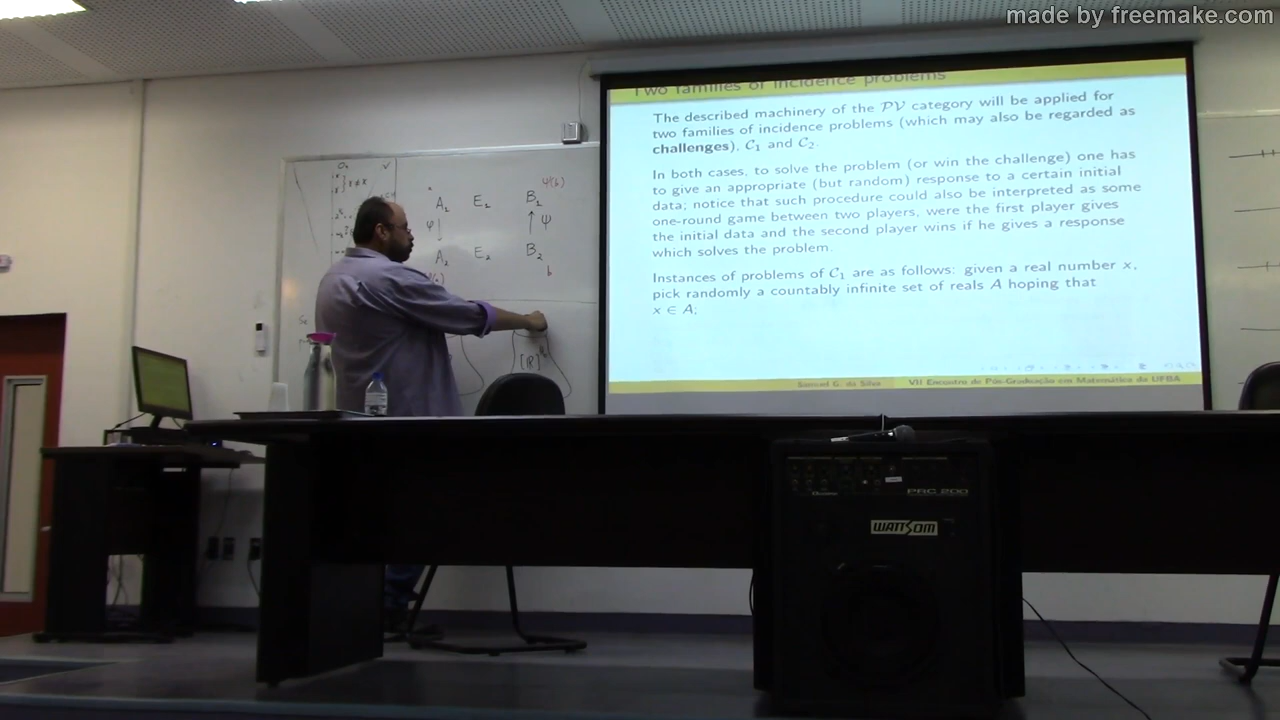 made by freemake.com
Two families of incidence problems
The described machinery of the PV category will be applied for
two families of incidence problems (which may also be regarded as
challenges), C₁ and C₂.
In both cases, to solve the problem (or win the challenge) one has
to give an appropriate (but random) response to a certain initial
data; notice that such procedure could also be interpreted as some
one-round game between two players, were the first player gives
the initial data and the second player wins if he gives a response
which solves the problem.
Instances of problems of C₁ are as follows: given a real number x,
pick randomly a countably infinite set of reals A hoping that
x ∈ A;
Samuel G. da Silva VII Encontro de Pós-Graduação em Matemática da UFBA
ψ(b)
A₁ E₂ B₁
φ ↓ ↑ ψ
A₂ E₂ B₂
b
[ℝ]
PAC 200
WATTSOM